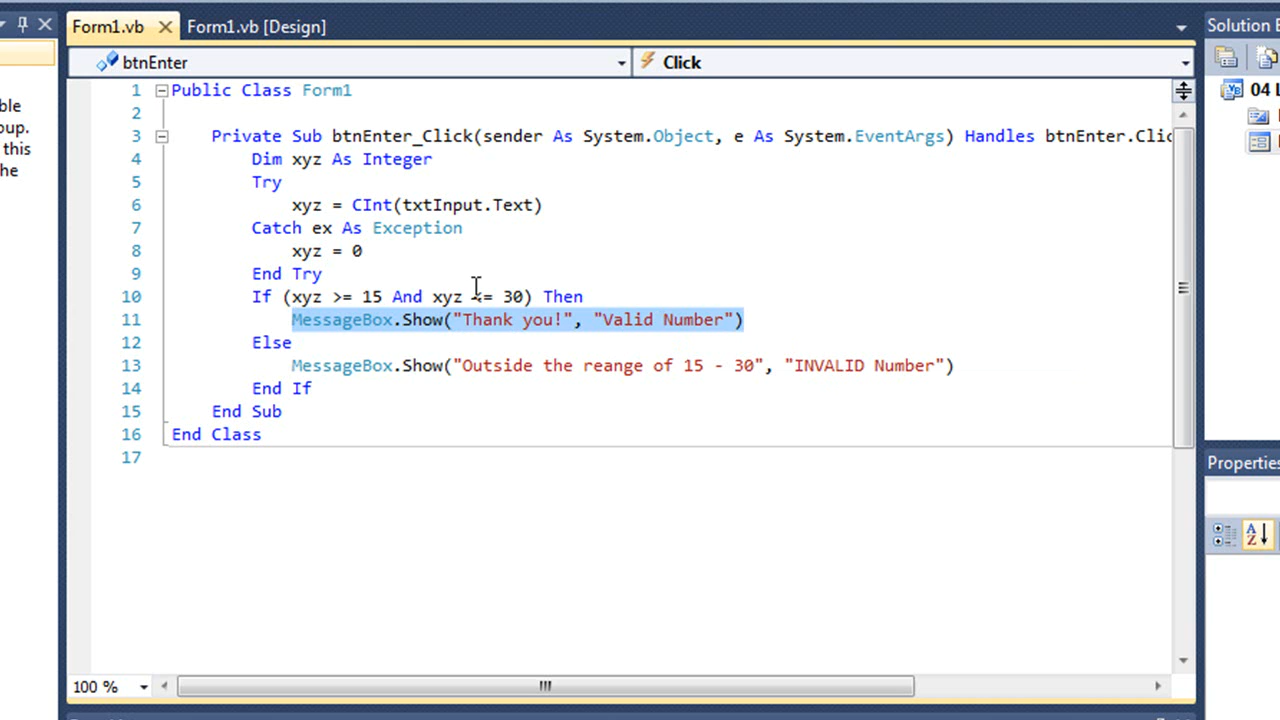 Form1.vb
Form1.vb [Design]
Solution E
btnEnter
Click
04 L
ble
oup.
this
he
1 Public Class Form1
2
3 Private Sub btnEnter_Click(sender As System.Object, e As System.EventArgs) Handles btnEnter.Clic
4 Dim xyz As Integer
5 Try
6 xyz = CInt(txtInput.Text)
7 Catch ex As Exception
8 xyz = 0
9 End Try
10 If (xyz >= 15 And xyz <= 30) Then
11 MessageBox.Show("Thank you!", "Valid Number")
12 Else
13 MessageBox.Show("Outside the reange of 15 - 30", "INVALID Number")
14 End If
15 End Sub
16 End Class
17
Properties
100 %